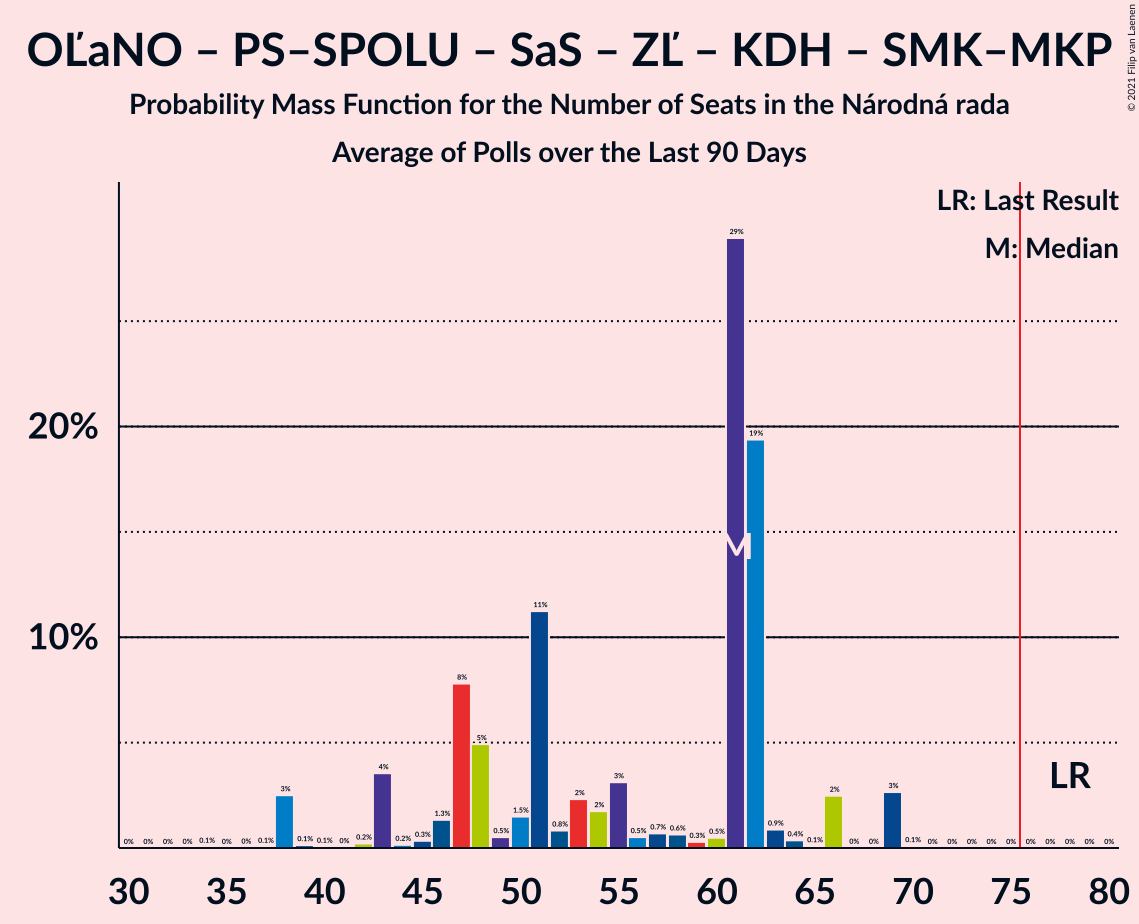 OĽaNO – PS–SPOLU – SaS – ZĽ – KDH – SMK–MKP
Probability Mass Function for the Number of Seats in the Národná rada
Average of Polls over the Last 90 Days
© 2021 Filip van Laenen
LR: Last Result
M: Median
29%
20%
19%
M
11%
10%
8%
5%
LR
4%
3%
3%
3%
2%
2%
2%
1.5%
1.3%
0.9%
0.8%
0.7%
0.6%
0.5%
0.5%
0.5%
0.4%
0.3%
0.3%
0.2%
0.2%
0% 0% 0% 0% 0.1% 0% 0% 0.1% 0.1% 0.1% 0% 0.1% 0% 0% 0.1% 0% 0% 0% 0% 0% 0% 0% 0% 0% 0%
30 35 40 45 50 55 60 65 70 75 80